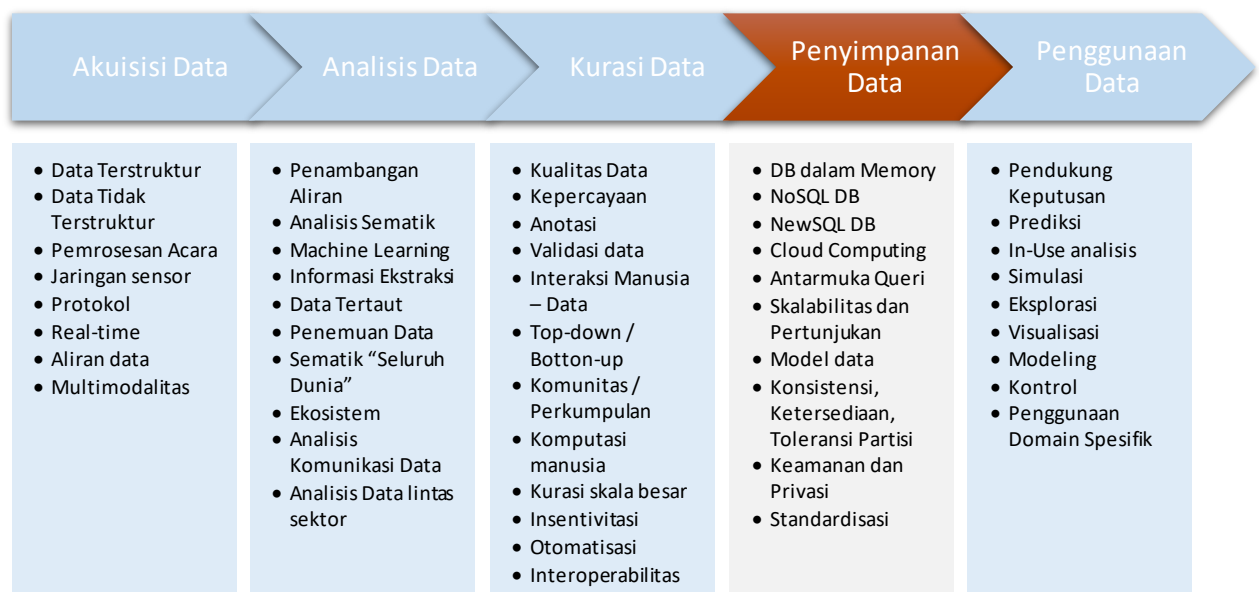 Akuisisi Data
Analisis Data
Kurasi Data
Penyimpanan
Data
Penggunaan
Data
• Data Terstruktur
• Data Tidak
Terstruktur
• Pemrosesan Acara
• Jaringan sensor
• Protokol
• Real-time
• Aliran data
• Multimodalitas
• Penambangan
Aliran
• Analisis Sematik
• Machine Learning
• Informasi Ekstraksi
• Data Tertaut
• Penemuan Data
• Sematik “Seluruh
Dunia”
• Ekosistem
• Analisis
Komunikasi Data
• Analisis Data lintas
sektor
• Kualitas Data
• Kepercayaan
• Anotasi
• Validasi data
• Interaksi Manusia
– Data
• Top-down /
Botton-up
• Komunitas /
Perkumpulan
• Komputasi
manusia
• Kurasi skala besar
• Insentivitasi
• Otomatisasi
• Interoperabilitas
• DB dalam Memory
• NoSQL DB
• NewSQL DB
• Cloud Computing
• Antarmuka Queri
• Skalabilitas dan
Pertunjukan
• Model data
• Konsistensi,
Ketersediaan,
Toleransi Partisi
• Keamanan dan
Privasi
• Standardisasi
• Pendukung
Keputusan
• Prediksi
• In-Use analisis
• Simulasi
• Eksplorasi
• Visualisasi
• Modeling
• Kontrol
• Penggunaan
Domain Spesifik